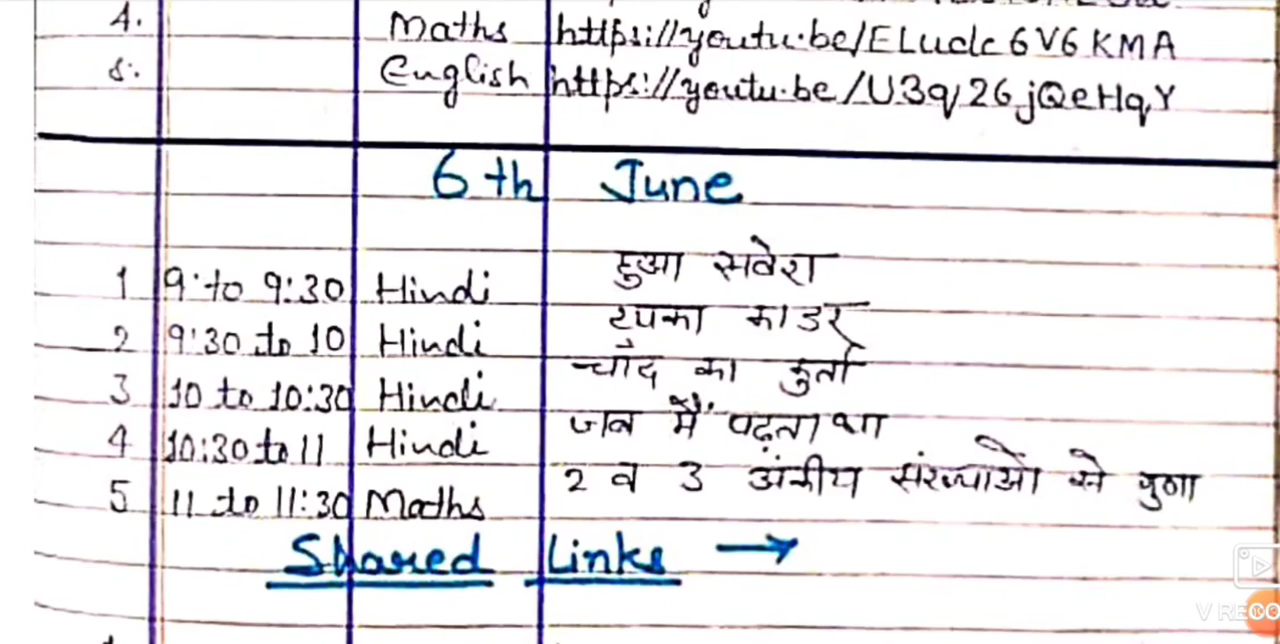 4. Maths https://youtu.be/ELudc6V6KMA
5. English https://youtu.be/U3q26jQeHqY
6th June
1 9 to 9:30 Hindi हुआ सवेरा
2 9:30 to 10 Hindi टपका का डर
3 10 to 10:30 Hindi चाँद का कुर्ता
4 10:30 to 11 Hindi जब मैं पढ़ता था
5 11 to 11:30 Maths 2 व 3 अंकीय संख्याओं से गुणा
Shared Links →
V RECO